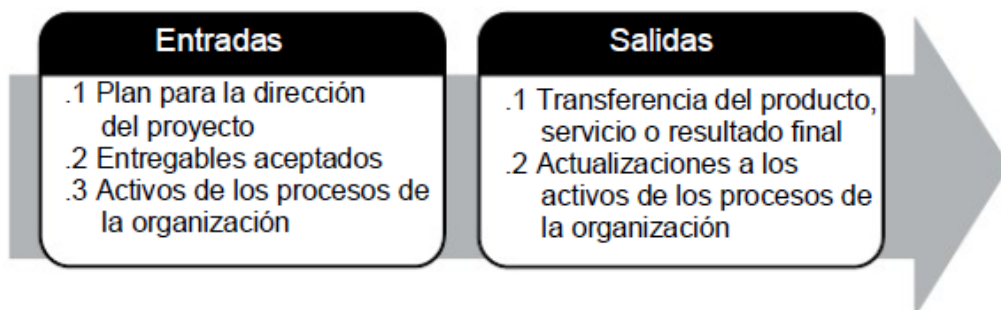 Entradas
.1 Plan para la dirección
del proyecto
.2 Entregables aceptados
.3 Activos de los procesos de
la organización
Salidas
.1 Transferencia del producto,
servicio o resultado final
.2 Actualizaciones a los
activos de los procesos de
la organización